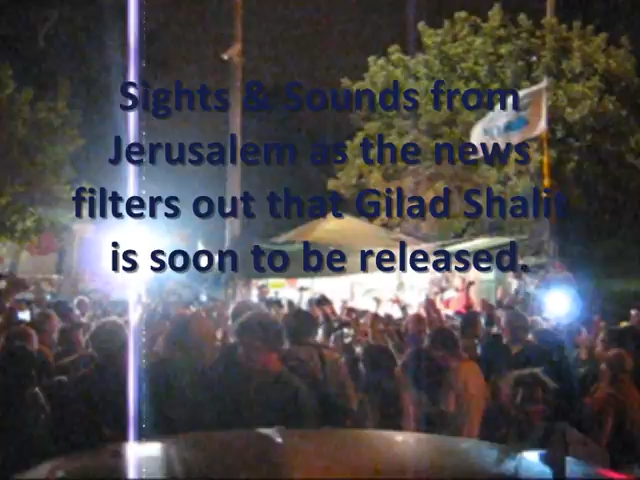 Sights & Sounds from
Jerusalem as the news
filters out that Gilad Shalit
is soon to be released.